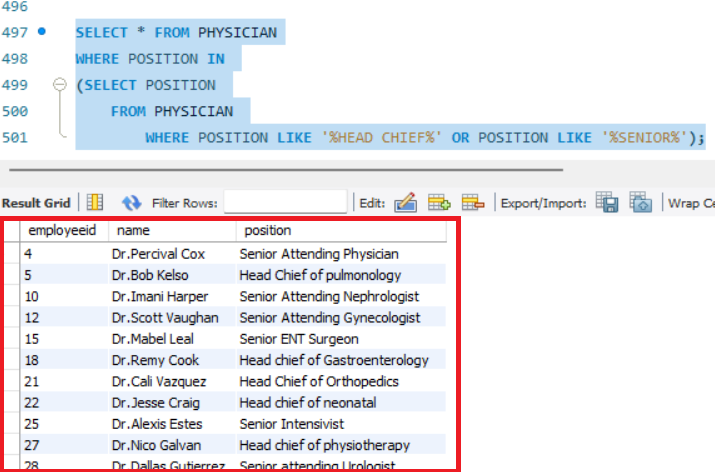 496
497 SELECT * FROM PHYSICIAN
498 WHERE POSITION IN
499 (SELECT POSITION
500 FROM PHYSICIAN
501 WHERE POSITION LIKE '%HEAD CHIEF%' OR POSITION LIKE '%SENIOR%');
Result Grid Filter Rows: Edit: Export/Import: Wrap Ce
employeeid name position
4 Dr.Percival Cox Senior Attending Physician
5 Dr.Bob Kelso Head Chief of pulmonology
10 Dr.Imani Harper Senior Attending Nephrologist
12 Dr.Scott Vaughan Senior Attending Gynecologist
15 Dr.Mabel Leal Senior ENT Surgeon
18 Dr.Remy Cook Head chief of Gastroenterology
21 Dr.Cali Vazquez Head Chief of Orthopedics
22 Dr.Jesse Craig Head chief of neonatal
25 Dr.Alexis Estes Senior Intensivist
27 Dr.Nico Galvan Head chief of physiotherapy
28 Dr.Dallas Gutierrez Senior attending Urologist